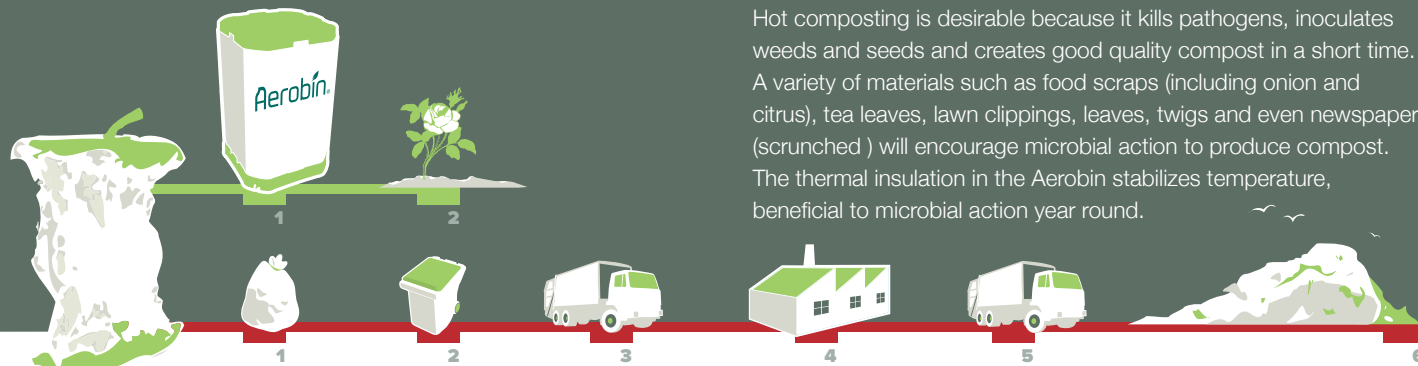 Hot composting is desirable because it kills pathogens, inoculates
weeds and seeds and creates good quality compost in a short time.
A variety of materials such as food scraps (including onion and
citrus), tea leaves, lawn clippings, leaves, twigs and even newspaper
(scrunched ) will encourage microbial action to produce compost.
The thermal insulation in the Aerobin stabilizes temperature,
beneficial to microbial action year round.
Aerobin®
1 2
1 2 3 4 5 6